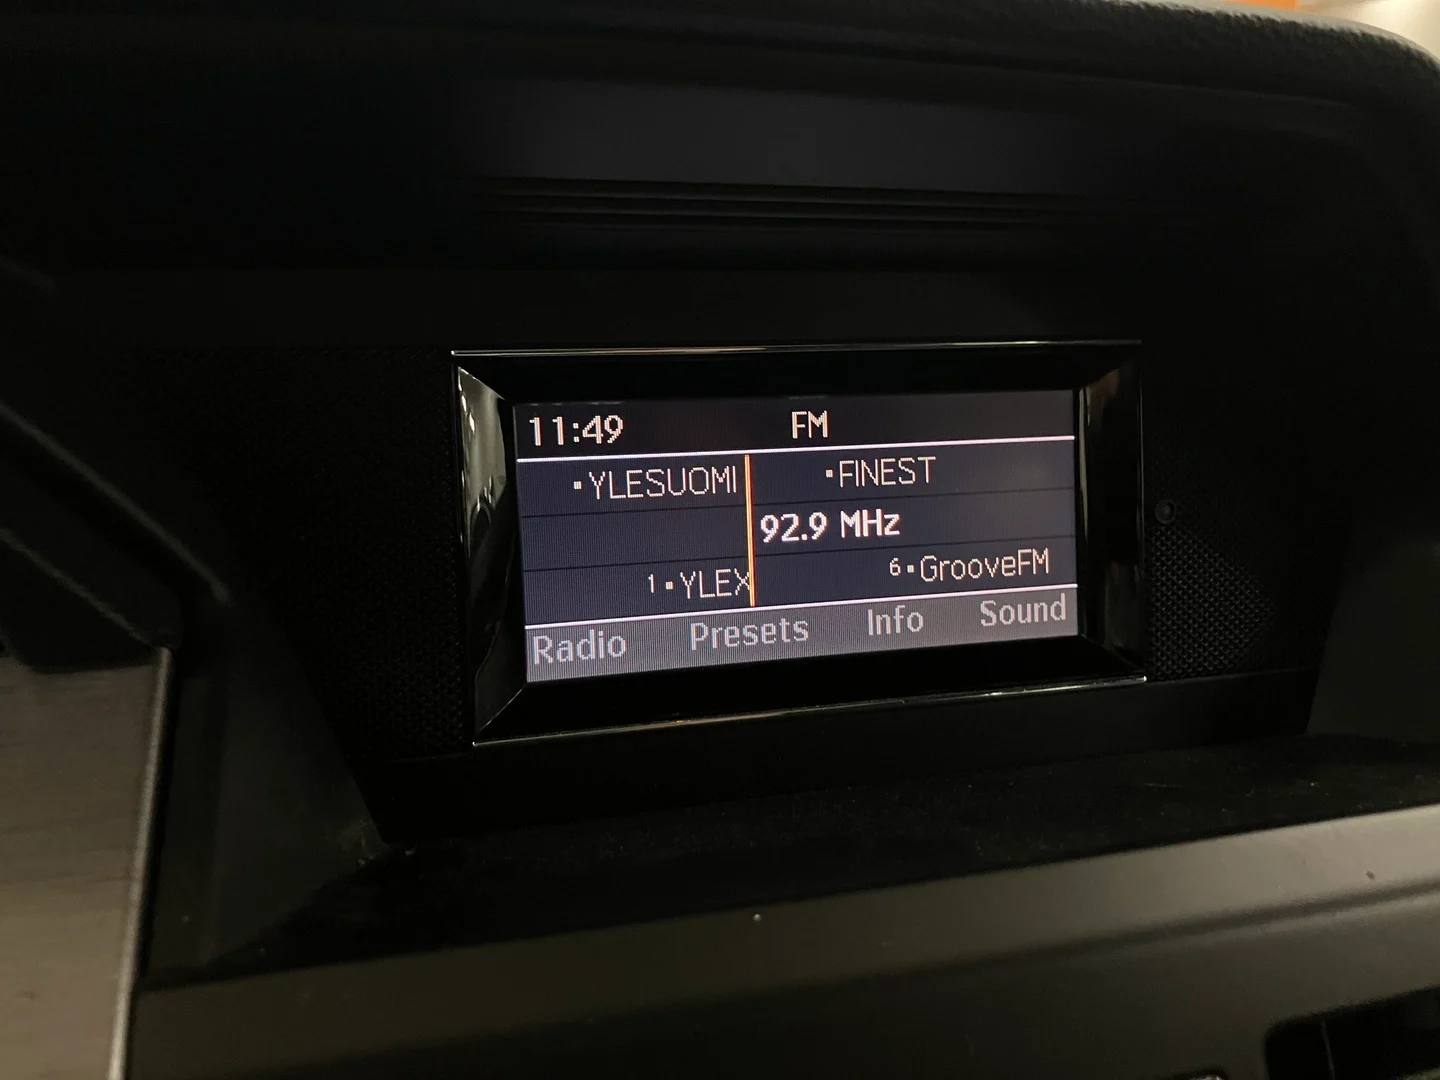 11:49 FM
▪YLESUOMI ▪FINEST
92.9 MHz
1▪YLEX 6▪GrooveFM
Radio Presets Info Sound